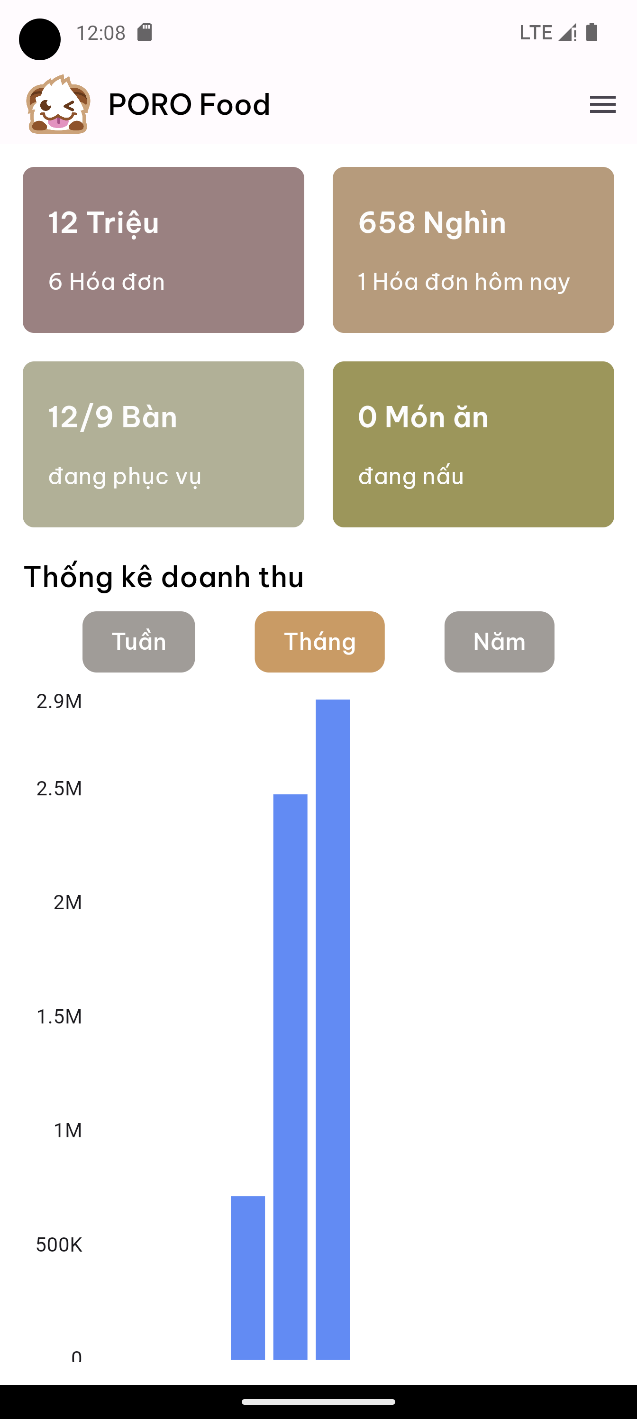 12:08
LTE
PORO Food
12 Triệu
6 Hóa đơn
658 Nghìn
1 Hóa đơn hôm nay
12/9 Bàn
đang phục vụ
0 Món ăn
đang nấu
Thống kê doanh thu
Tuần
Tháng
Năm
2.9M
2.5M
2M
1.5M
1M
500K
0